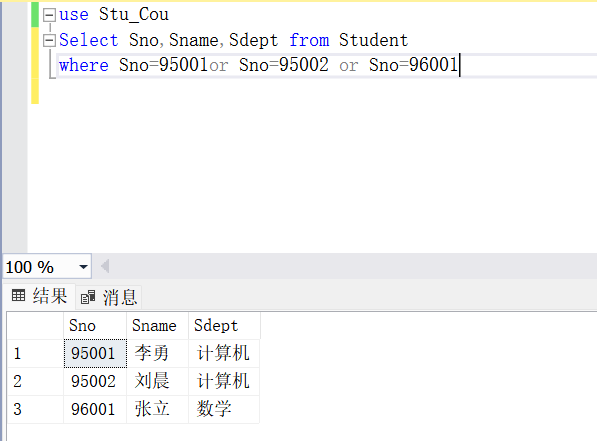 use Stu_Cou
Select Sno,Sname,Sdept from Student
where Sno=95001or Sno=95002 or Sno=96001
100 %
结果 消息
Sno Sname Sdept
1 95001 李勇 计算机
2 95002 刘晨 计算机
3 96001 张立 数学